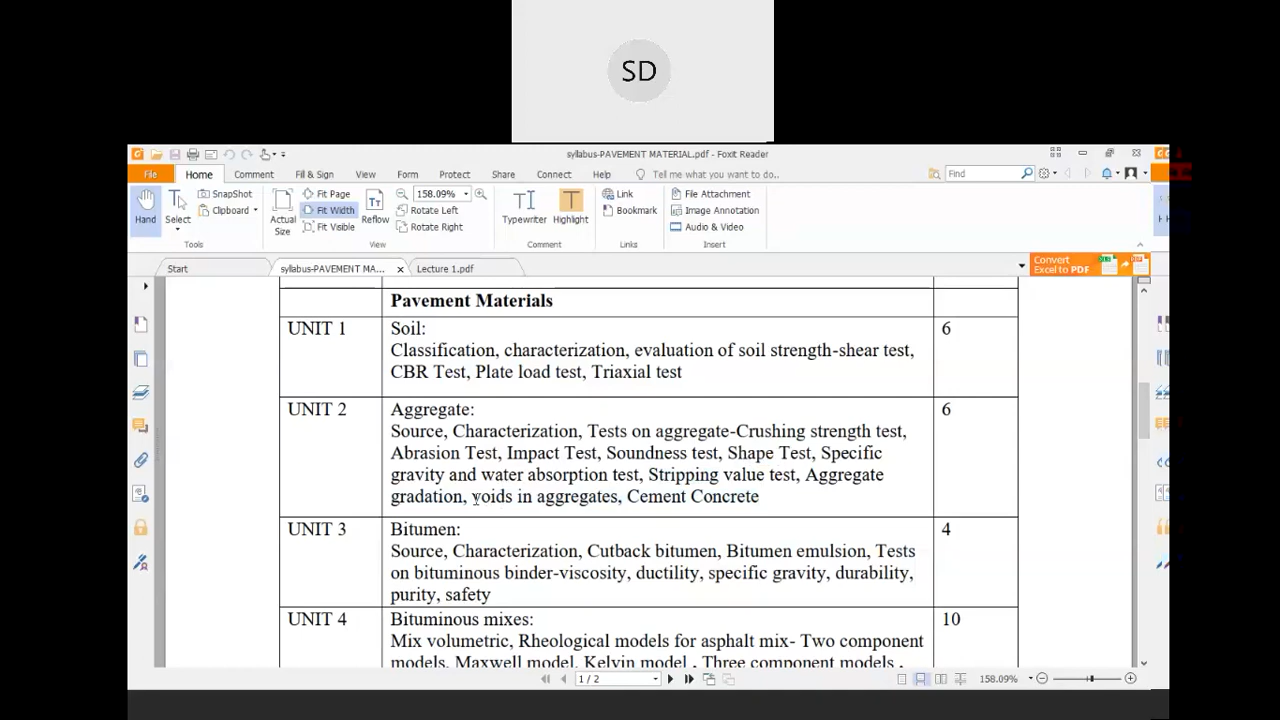 SD
syllabus-PAVEMENT MATERIAL.pdf - Foxit Reader
File Home Comment Fill & Sign View Form Protect Share Connect Help Tell me what you want to do.. Find
Hand Select SnapShot Clipboard Actual Size Fit Page Fit Width Fit Visible Reflow 158.09% Rotate Left Rotate Right Typewriter Highlight Link Bookmark File Attachment Image Annotation Audio & Video
Tools View Comment Links Insert
Start syllabus-PAVEMENT MA... Lecture 1.pdf Convert Excel to PDF
Pavement Materials
UNIT 1 Soil: 6
Classification, characterization, evaluation of soil strength-shear test,
CBR Test, Plate load test, Triaxial test
UNIT 2 Aggregate: 6
Source, Characterization, Tests on aggregate-Crushing strength test,
Abrasion Test, Impact Test, Soundness test, Shape Test, Specific
gravity and water absorption test, Stripping value test, Aggregate
gradation, voids in aggregates, Cement Concrete
UNIT 3 Bitumen: 4
Source, Characterization, Cutback bitumen, Bitumen emulsion, Tests
on bituminous binder-viscosity, ductility, specific gravity, durability,
purity, safety
UNIT 4 Bituminous mixes: 10
Mix volumetric, Rheological models for asphalt mix- Two component
models, Maxwell model, Kelvin model , Three component models ,
1 / 2 158.09%